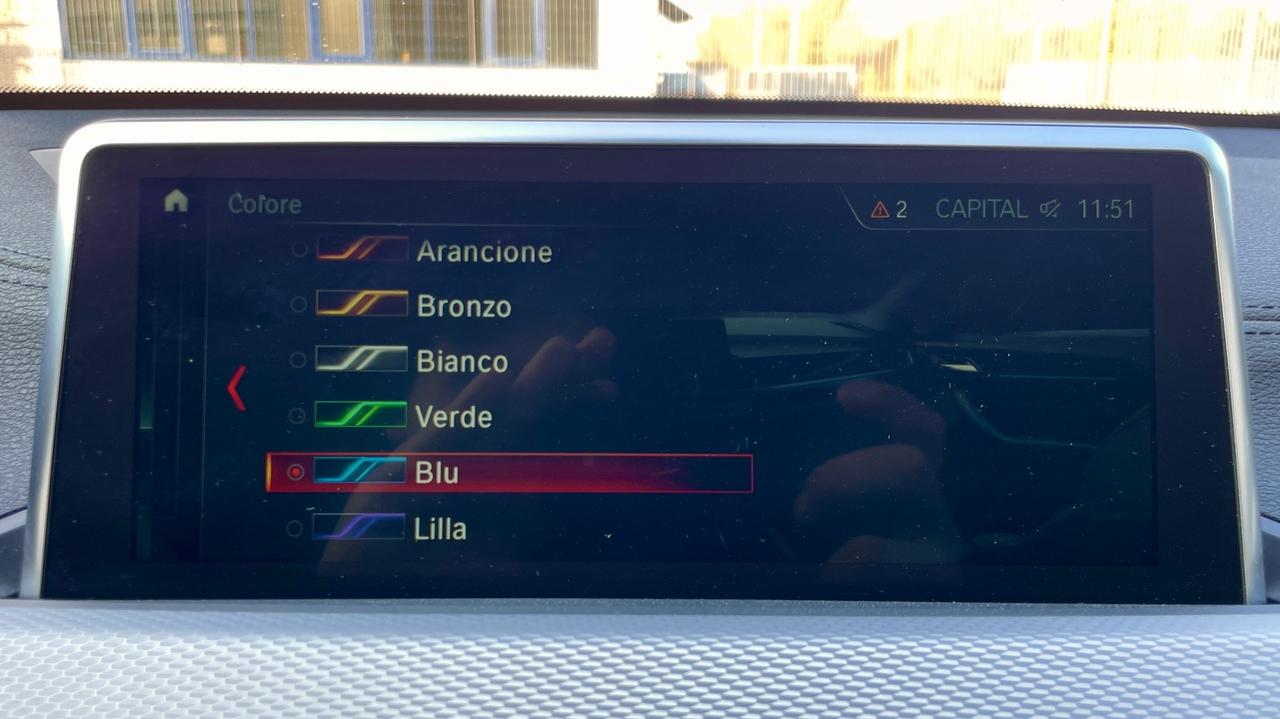 Colore
2 CAPITAL 11:51
Arancione
Bronzo
Bianco
Verde
Blu
Lilla